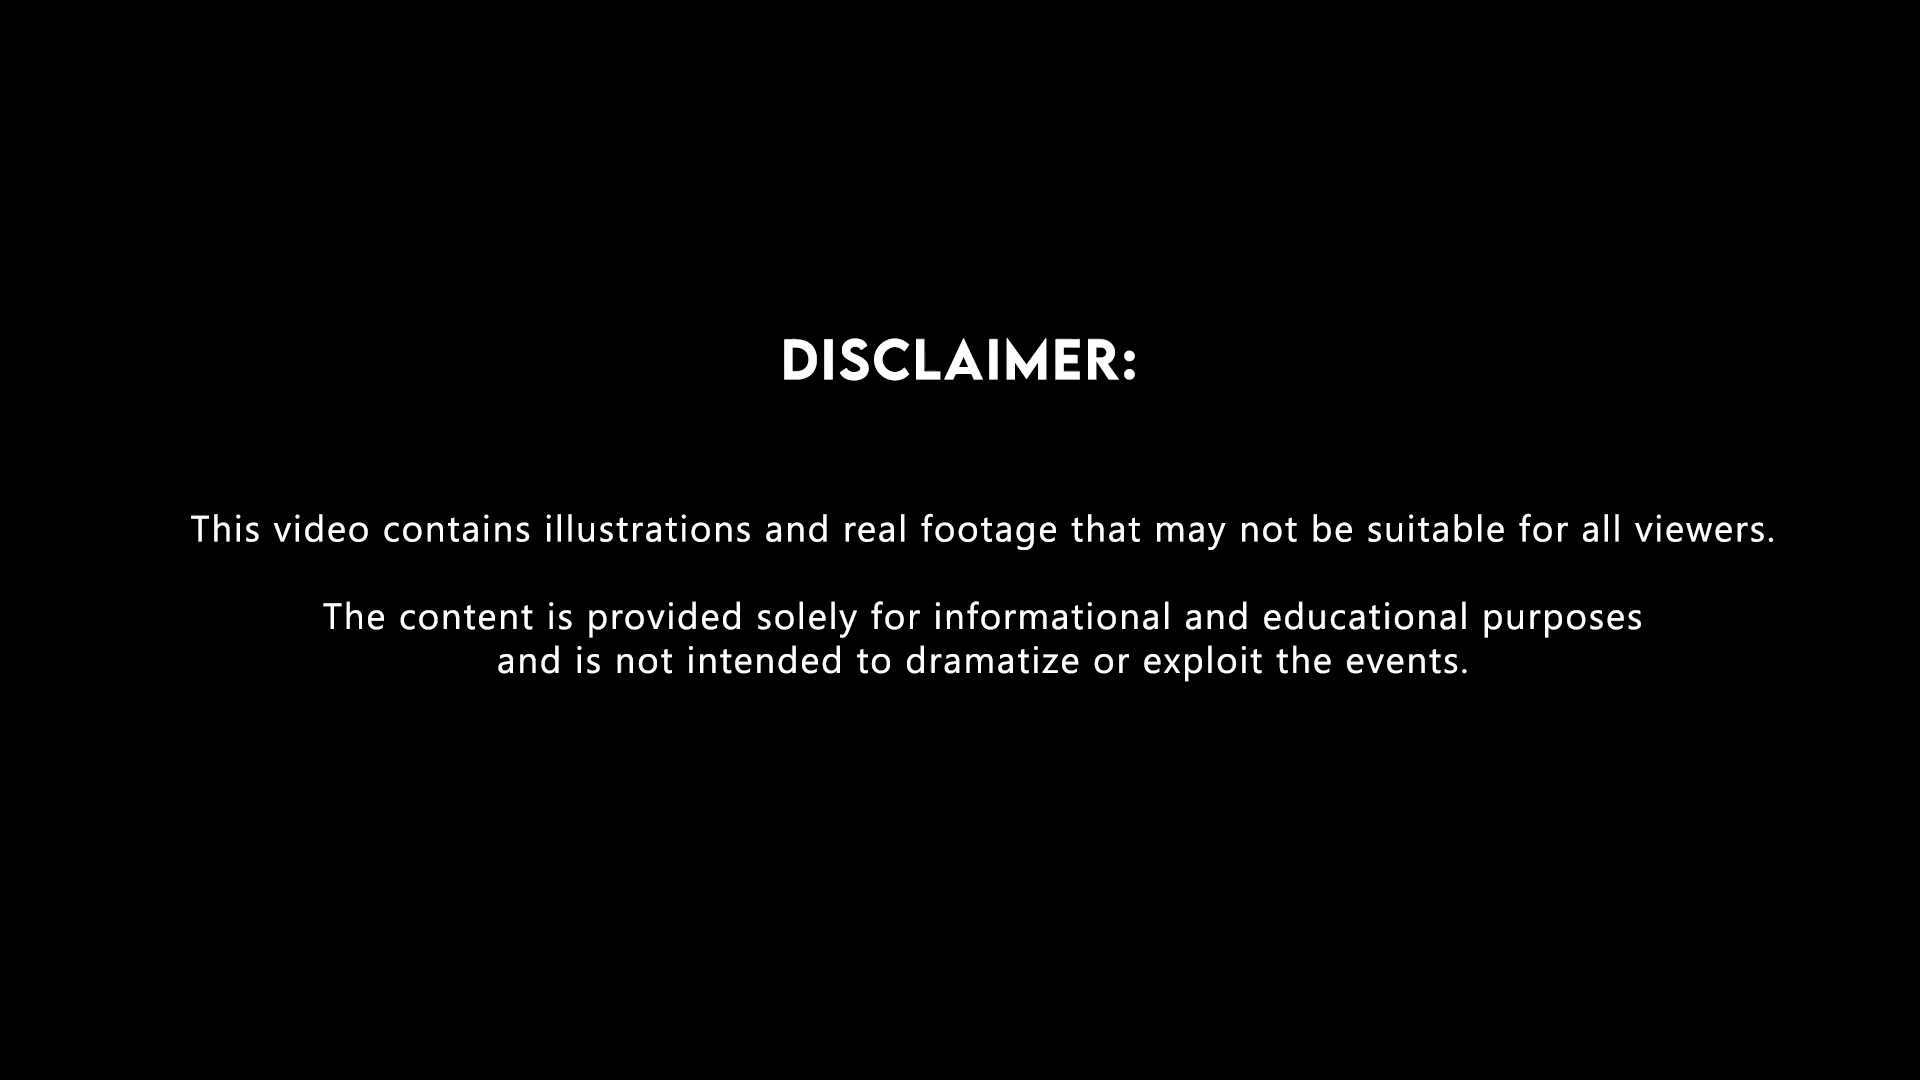 DISCLAIMER:
This video contains illustrations and real footage that may not be suitable for all viewers.
The content is provided solely for informational and educational purposes
and is not intended to dramatize or exploit the events.